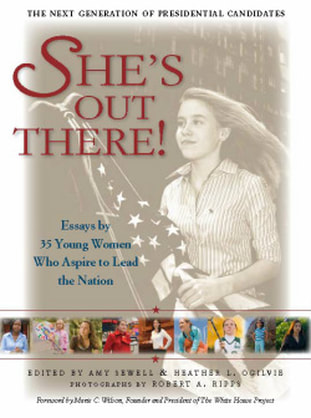 THE NEXT GENERATION OF PRESIDENTIAL CANDIDATES
SHE'S
OUT
THERE!
Essays by
35 Young Women
Who Aspire to Lead
the Nation
EDITED BY AMY SEWELL & HEATHER L. OGILVIE
PHOTOGRAPHS BY ROBERT A. RIPPS
Foreword by Marie C. Wilson, Founder and President of The White House Project